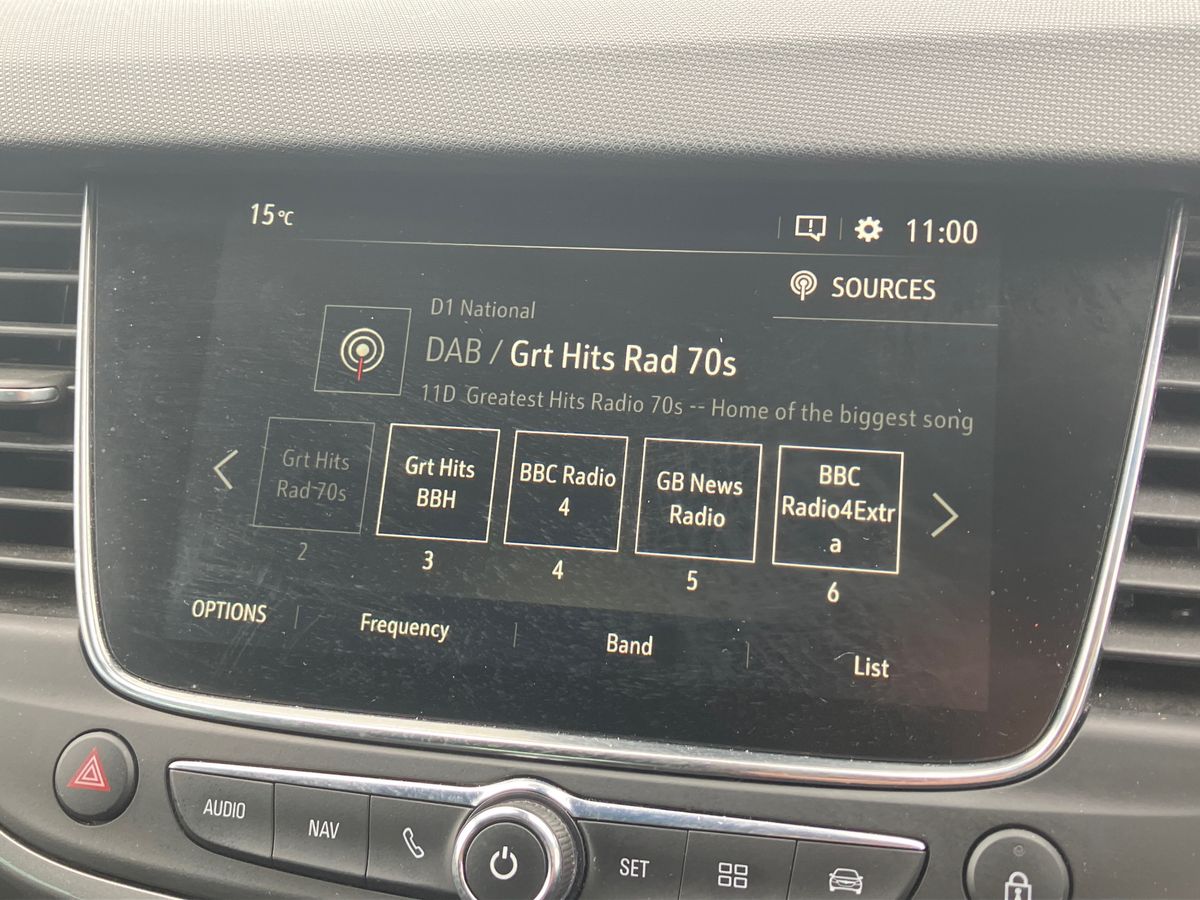 15°C
11:00
SOURCES
D1 National
DAB / Grt Hits Rad 70s
11D Greatest Hits Radio 70s -- Home of the biggest song
Grt Hits
Rad 70s
2
Grt Hits
BBH
3
BBC Radio
4
4
GB News
Radio
5
BBC
Radio4Extr
a
6
OPTIONS
Frequency
Band
List
AUDIO
NAV
SET